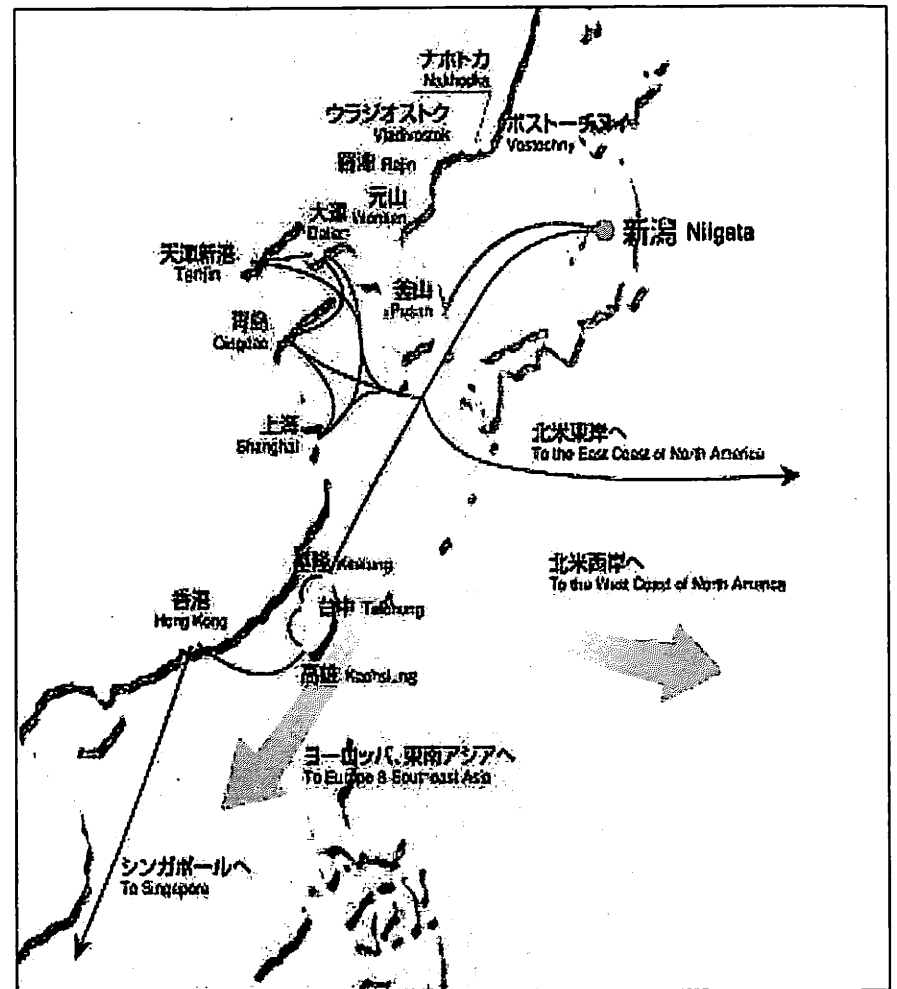 ナホトカ
Nakhodka
ウラジオストク
Vladivostok
ボストーチヌイ
Vostochny
羅津 Rajin
元山
Wonsan
大連
Dalian
新潟 Niigata
天津新港
Tanjin
釜山
Pusan
青島
Qingdao
上海
Shanghai
北米東岸へ
To the East Coast of North America
基隆 Keelung
北米西岸へ
To the West Coast of North America
香港
Hong Kong
台中 Taichung
高雄 Kaohsiung
ヨーロッパ、東南アジアへ
To Europe & Southeast Asia
シンガポールへ
To Singapore